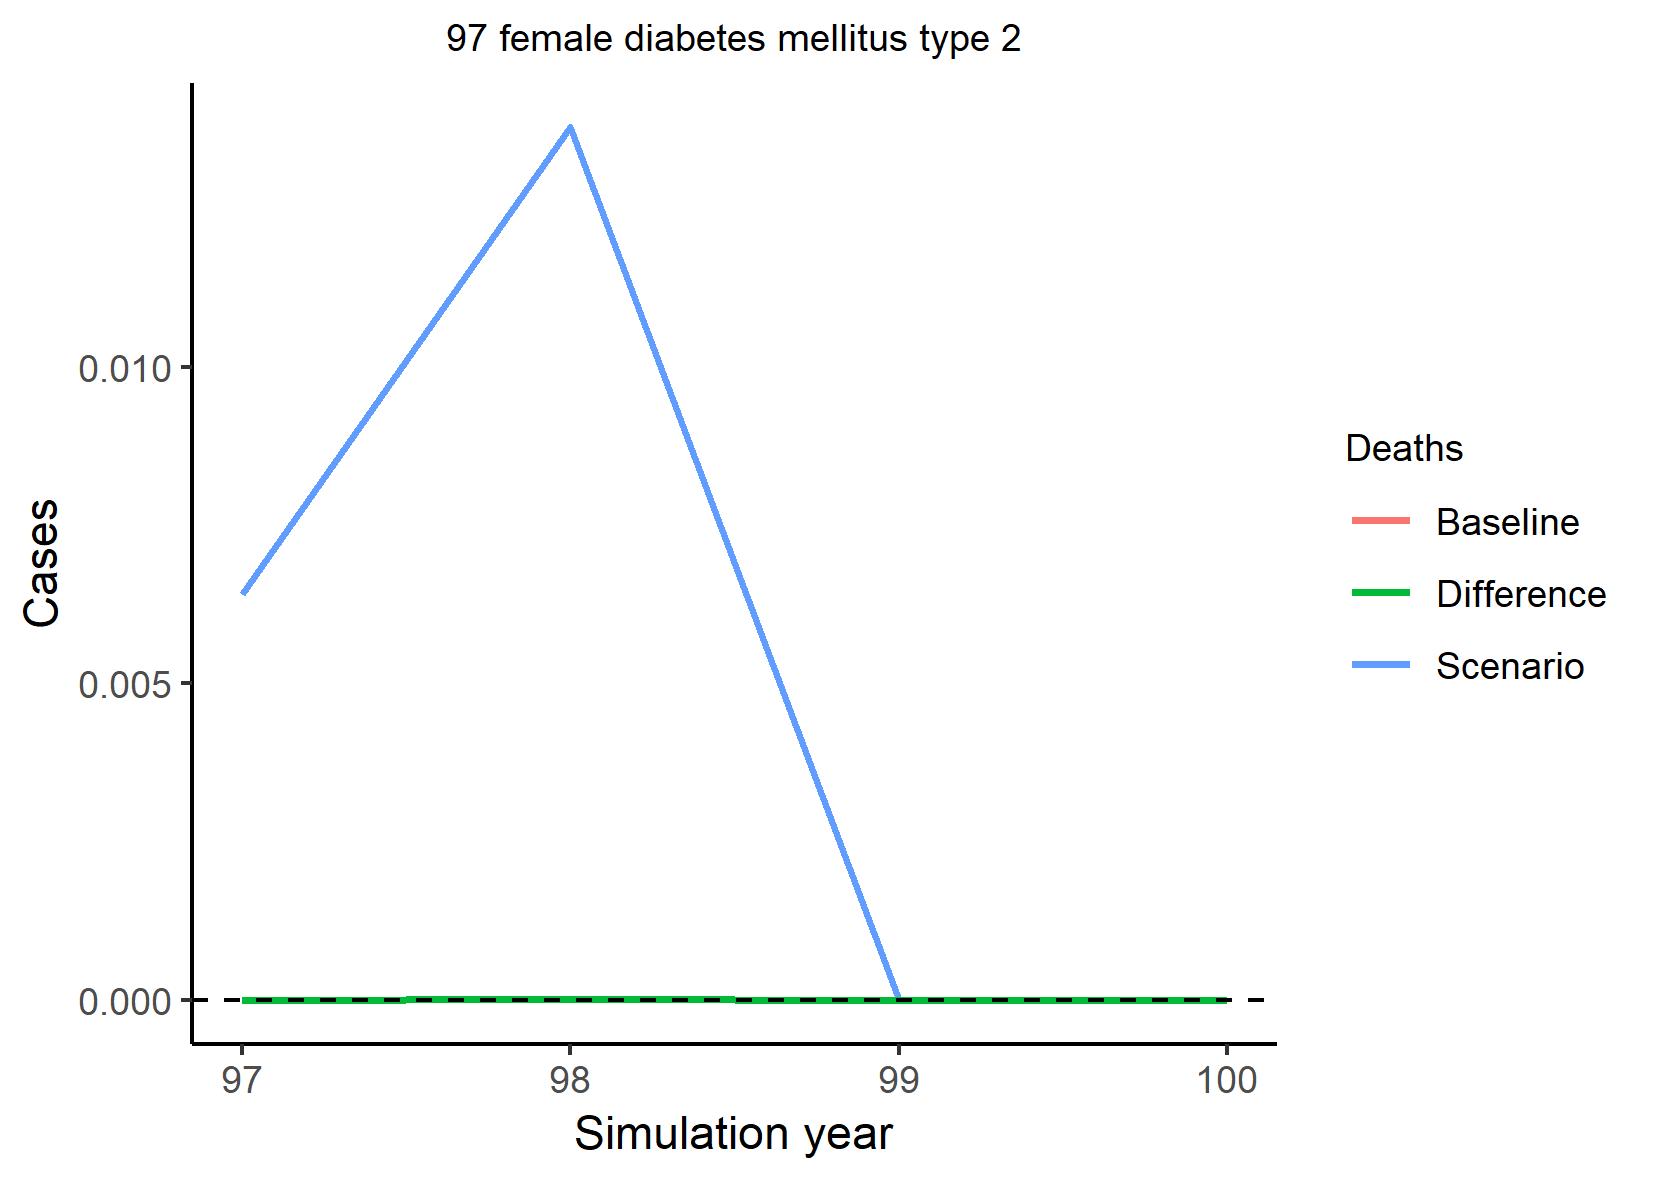 97 female diabetes mellitus type 2
Cases
0.010
0.005
0.000
97 98 99 100
Simulation year
Deaths
Baseline
Difference
Scenario